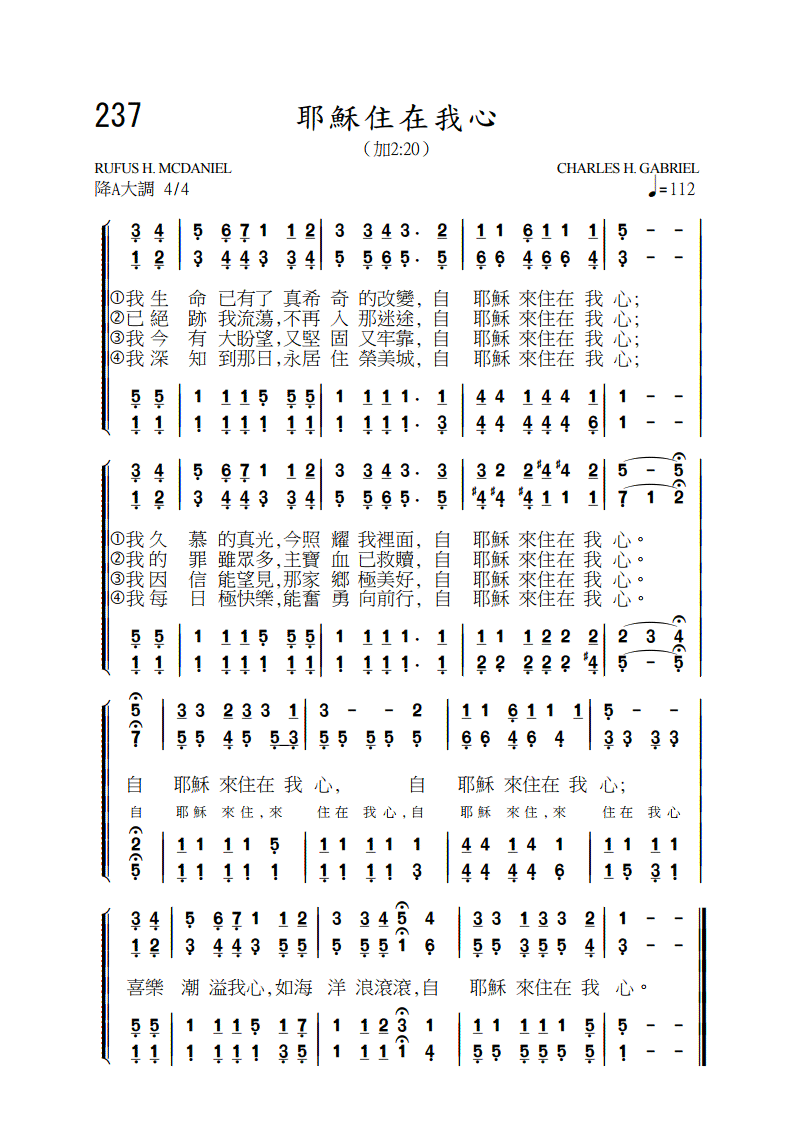 237
耶穌住在我心
（加2:20）
RUFUS H. MCDANIEL
CHARLES H. GABRIEL
降A大調 4/4
♩=112
3 4 | 5 6 7 1 1 2 | 3 3 4 3 . 2 | 1 1 6 1 1 1 | 5 - - |
1 2 | 3 4 4 3 3 4 | 5 5 6 5 . 5 | 6 6 4 6 6 4 | 3 - - |
①我生 命 已有了 真希 奇 的改變, 自 耶穌 來住在 我 心;
②已絕 跡 我流蕩,不再 入 那迷途, 自 耶穌 來住在 我 心;
③我今 有 大盼望,又堅 固 又牢靠, 自 耶穌 來住在 我 心;
④我深 知 到那日,永居 住 榮美城, 自 耶穌 來住在 我 心;
5 5 | 1 1 1 5 5 5 | 1 1 1 1 . 1 | 4 4 1 4 4 1 | 1 - - |
1 1 | 1 1 1 1 1 1 | 1 1 1 1 . 3 | 4 4 4 4 4 6 | 1 - - |
3 4 | 5 6 7 1 1 2 | 3 3 4 3 . 2 | 3 2 2 #4 #4 2 | 5 - 5 |
1 2 | 3 4 4 3 3 4 | 5 5 6 5 . 5 | #4 #4 #4 1 1 1 | 7 1 2 |
①我久 慕 的真光,今照 耀 我裡面, 自 耶穌 來住在 我 心。
②我的 罪 雖眾多,主寶 血 已救贖, 自 耶穌 來住在 我 心。
③我因 信 能望見,那家 鄉 極美好, 自 耶穌 來住在 我 心。
④我每 日 極快樂,能奮 勇 向前行, 自 耶穌 來住在 我 心。
5 5 | 1 1 1 5 5 5 | 1 1 1 1 . 1 | 1 1 1 2 2 2 | 2 3 4 |
1 1 | 1 1 1 1 1 1 | 1 1 1 1 . 5 | 2 2 2 2 2 #4 | 5 - 5 |
5 | 3 3 2 3 3 1 | 3 - - 2 | 1 1 6 1 1 1 | 5 - - |
7 | 5 5 4 5 5 3 | 5 5 5 5 | 6 6 4 6 4 | 3 3 3 3 |
自 耶穌 來住在 我 心, 自 耶穌 來住在 我 心;
自 耶穌 來住,來 住在 我心,自 耶穌 來住,來 住在 我心
2 | 1 1 1 1 5 | 1 1 1 1 | 4 4 1 4 1 | 1 1 1 1 |
5 | 1 1 1 1 1 | 1 1 1 3 | 4 4 4 4 6 | 1 5 3 1 |
3 4 | 5 6 7 1 1 2 | 3 3 4 5 4 | 3 3 1 3 3 2 | 1 - - |
1 2 | 3 4 4 3 5 5 | 5 5 5 1 6 | 5 5 3 5 5 4 | 3 - - |
喜樂 潮 溢我心,如海 洋 浪滾滾,自 耶穌 來住在 我 心。
5 5 | 1 1 1 5 1 7 | 1 1 2 3 1 | 1 1 1 1 1 5 | 5 - - |
1 1 | 1 1 1 1 3 5 | 1 1 1 1 4 | 5 5 5 5 5 5 | 1 - - |